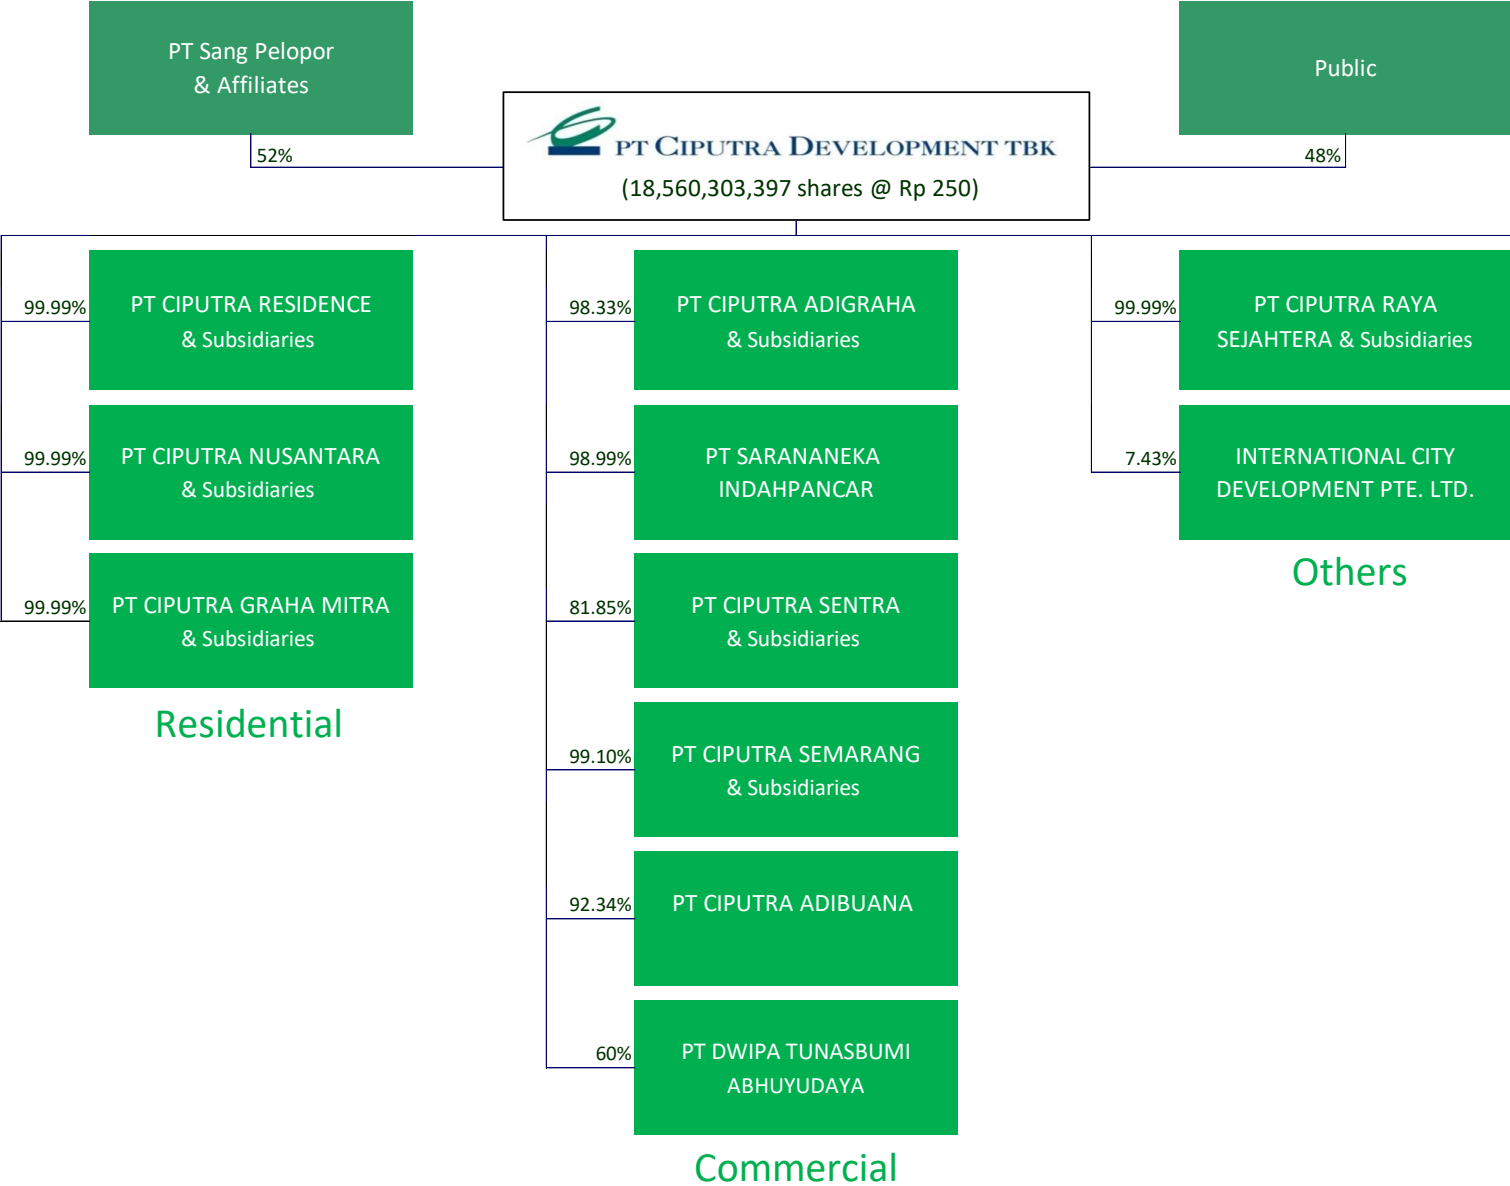 PT Sang Pelopor
& Affiliates
52%
PT CIPUTRA DEVELOPMENT TBK
(18,560,303,397 shares @ Rp 250)
Public
48%
99.99%
PT CIPUTRA RESIDENCE
& Subsidiaries
99.99%
PT CIPUTRA NUSANTARA
& Subsidiaries
99.99%
PT CIPUTRA GRAHA MITRA
& Subsidiaries
Residential
98.33%
PT CIPUTRA ADIGRAHA
& Subsidiaries
98.99%
PT SARANANEKA
INDAHPANCAR
81.85%
PT CIPUTRA SENTRA
& Subsidiaries
99.10%
PT CIPUTRA SEMARANG
& Subsidiaries
92.34%
PT CIPUTRA ADIBUANA
60%
PT DWIPA TUNASBUMI
ABHUYUDAYA
Commercial
99.99%
PT CIPUTRA RAYA
SEJAHTERA & Subsidiaries
7.43%
INTERNATIONAL CITY
DEVELOPMENT PTE. LTD.
Others